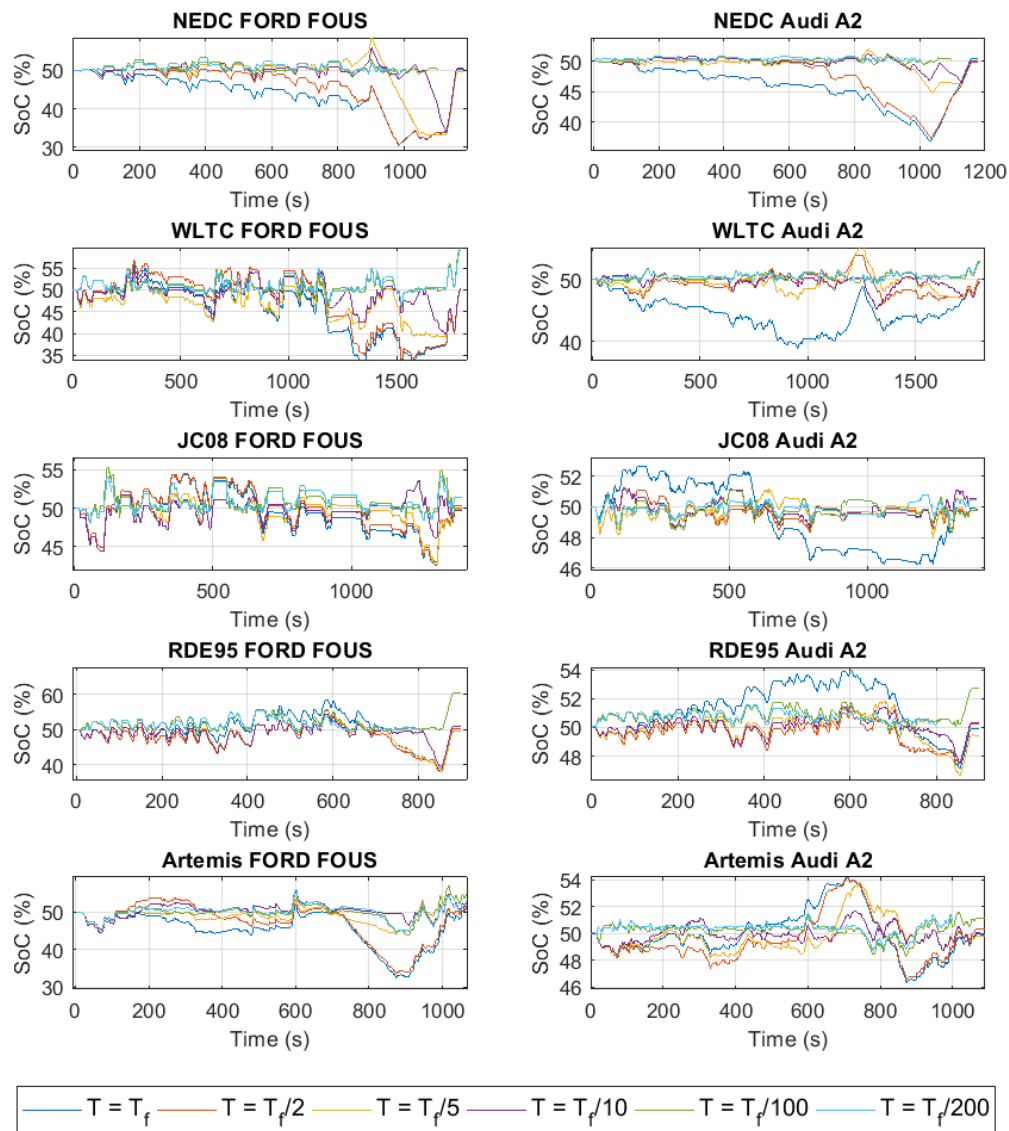 NEDC FORD FOUS
NEDC Audi A2
SoC (%)
50
40
30
0 200 400 600 800 1000
Time (s)
SoC (%)
50
45
40
0 200 400 600 800 1000 1200
Time (s)
WLTC FORD FOUS
WLTC Audi A2
SoC (%)
55
50
45
40
35
0 500 1000 1500
Time (s)
SoC (%)
50
40
0 500 1000 1500
Time (s)
JC08 FORD FOUS
JC08 Audi A2
SoC (%)
55
50
45
0 500 1000
Time (s)
SoC (%)
52
50
48
46
0 500 1000
Time (s)
RDE95 FORD FOUS
RDE95 Audi A2
SoC (%)
60
50
40
0 200 400 600 800
Time (s)
SoC (%)
54
52
50
48
0 200 400 600 800
Time (s)
Artemis FORD FOUS
Artemis Audi A2
SoC (%)
50
40
30
0 200 400 600 800 1000
Time (s)
SoC (%)
54
52
50
48
46
0 200 400 600 800 1000
Time (s)
T = T_f T = T_f/2 T = T_f/5 T = T_f/10 T = T_f/100 T = T_f/200